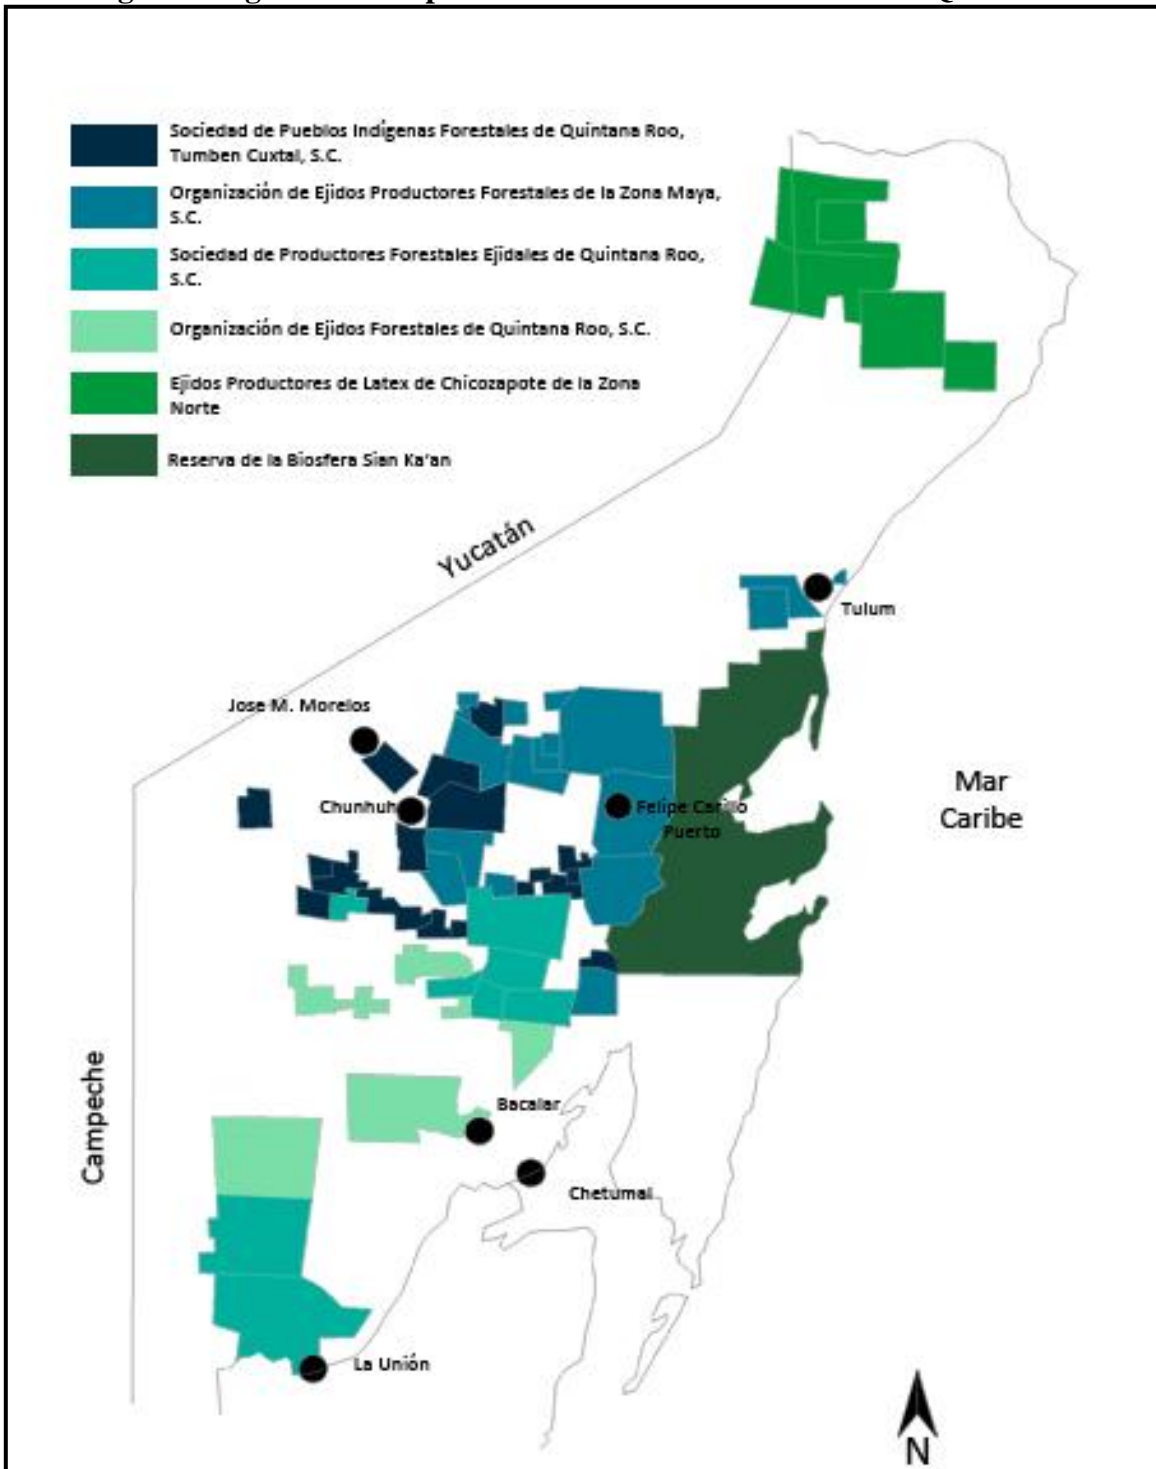 Sociedad de Pueblos Indígenas Forestales de Quintana Roo,
Tumben Cuxtal, S.C.
Organización de Ejidos Productores Forestales de la Zona Maya,
S.C.
Sociedad de Productores Forestales Ejidales de Quintana Roo,
S.C.
Organización de Ejidos Forestales de Quintana Roo, S.C.
Ejidos Productores de Latex de Chicozapote de la Zona
Norte
Reserva de la Biosfera Sian Ka'an
Yucatán
Tulum
Jose M. Morelos
Mar
Caribe
Chunhuh
Felipe Carillo
Puerto
Campeche
Bacalar
Chetumal
La Unión
N